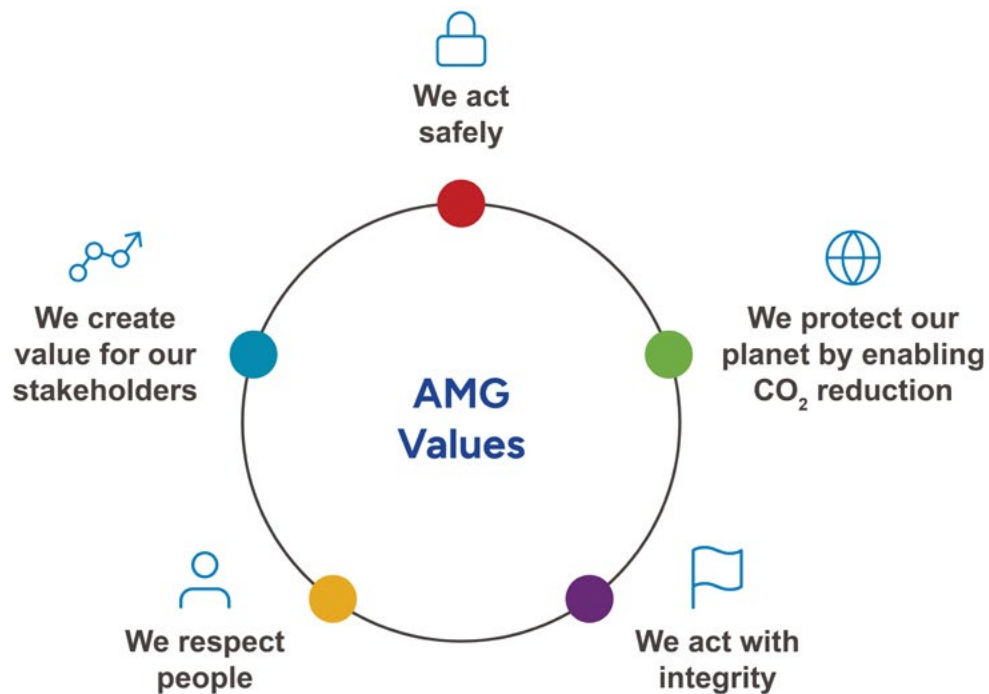 We act
safely
We create
value for our
stakeholders
We protect our
planet by enabling
CO₂ reduction
AMG
Values
We respect
people
We act with
integrity